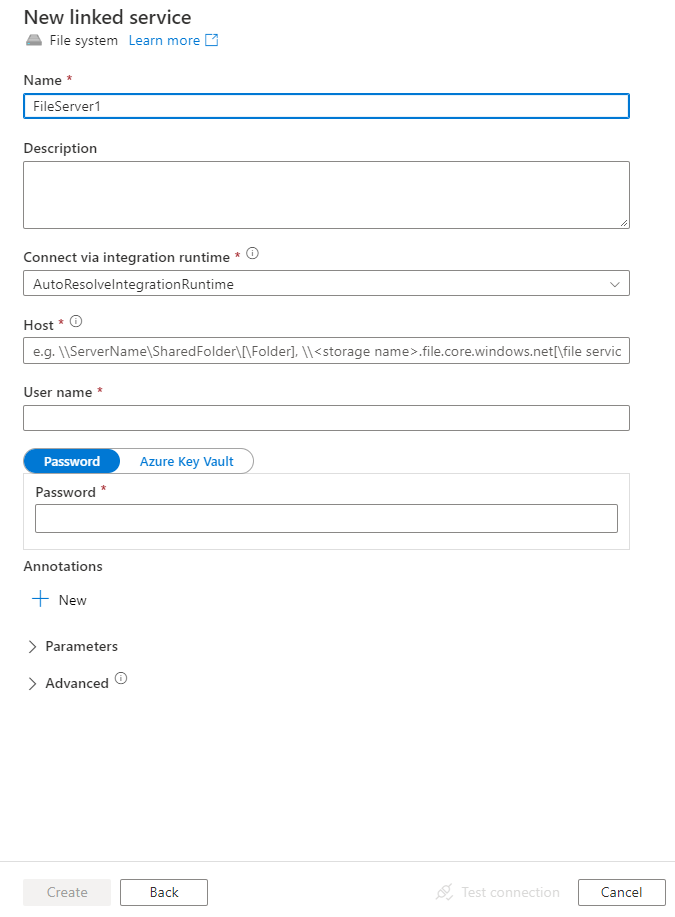 New linked service
File system Learn more
Name *
FileServer1
Description
Connect via integration runtime *
AutoResolveIntegrationRuntime
Host *
e.g. \\ServerName\SharedFolder\[\Folder], \\<storage name>.file.core.windows.net[\file servic
User name *
Password Azure Key Vault
Password *
Annotations
New
Parameters
Advanced
Create Back Test connection Cancel